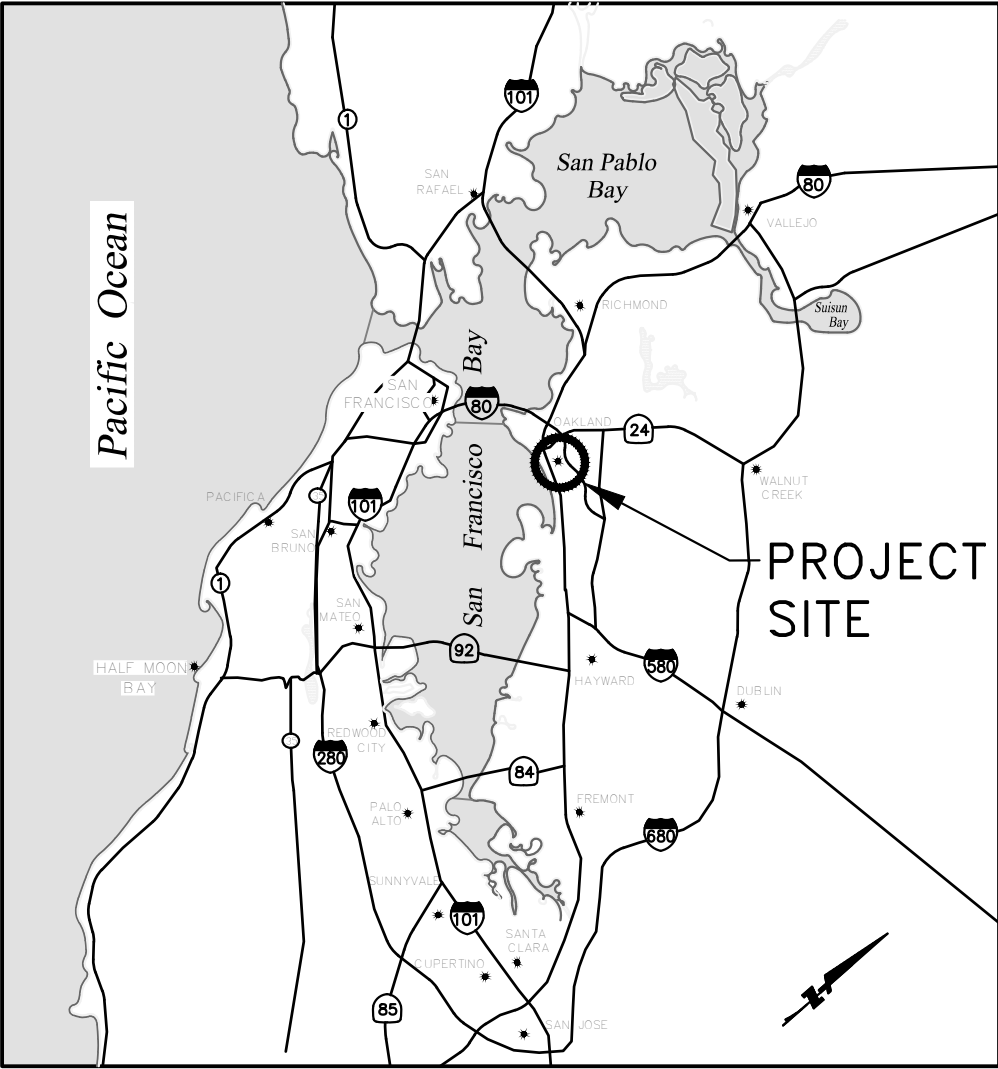 101
1
San Pablo
Bay
SAN
RAFAEL
80
VALLEJO
Pacific Ocean
RICHMOND
Suisun
Bay
SAN
FRANCISCO
80
OAKLAND
24
San Francisco Bay
WALNUT
CREEK
PACIFICA
35
101
SAN
BRUNO
PROJECT
SITE
1
SAN
MATEO
92
580
HALF MOON
BAY
HAYWARD
DUBLIN
REDWOOD
CITY
35
280
84
PALO
ALTO
FREMONT
680
SUNNYVALE
101
SANTA
CLARA
CUPERTINO
85
SAN JOSE
N